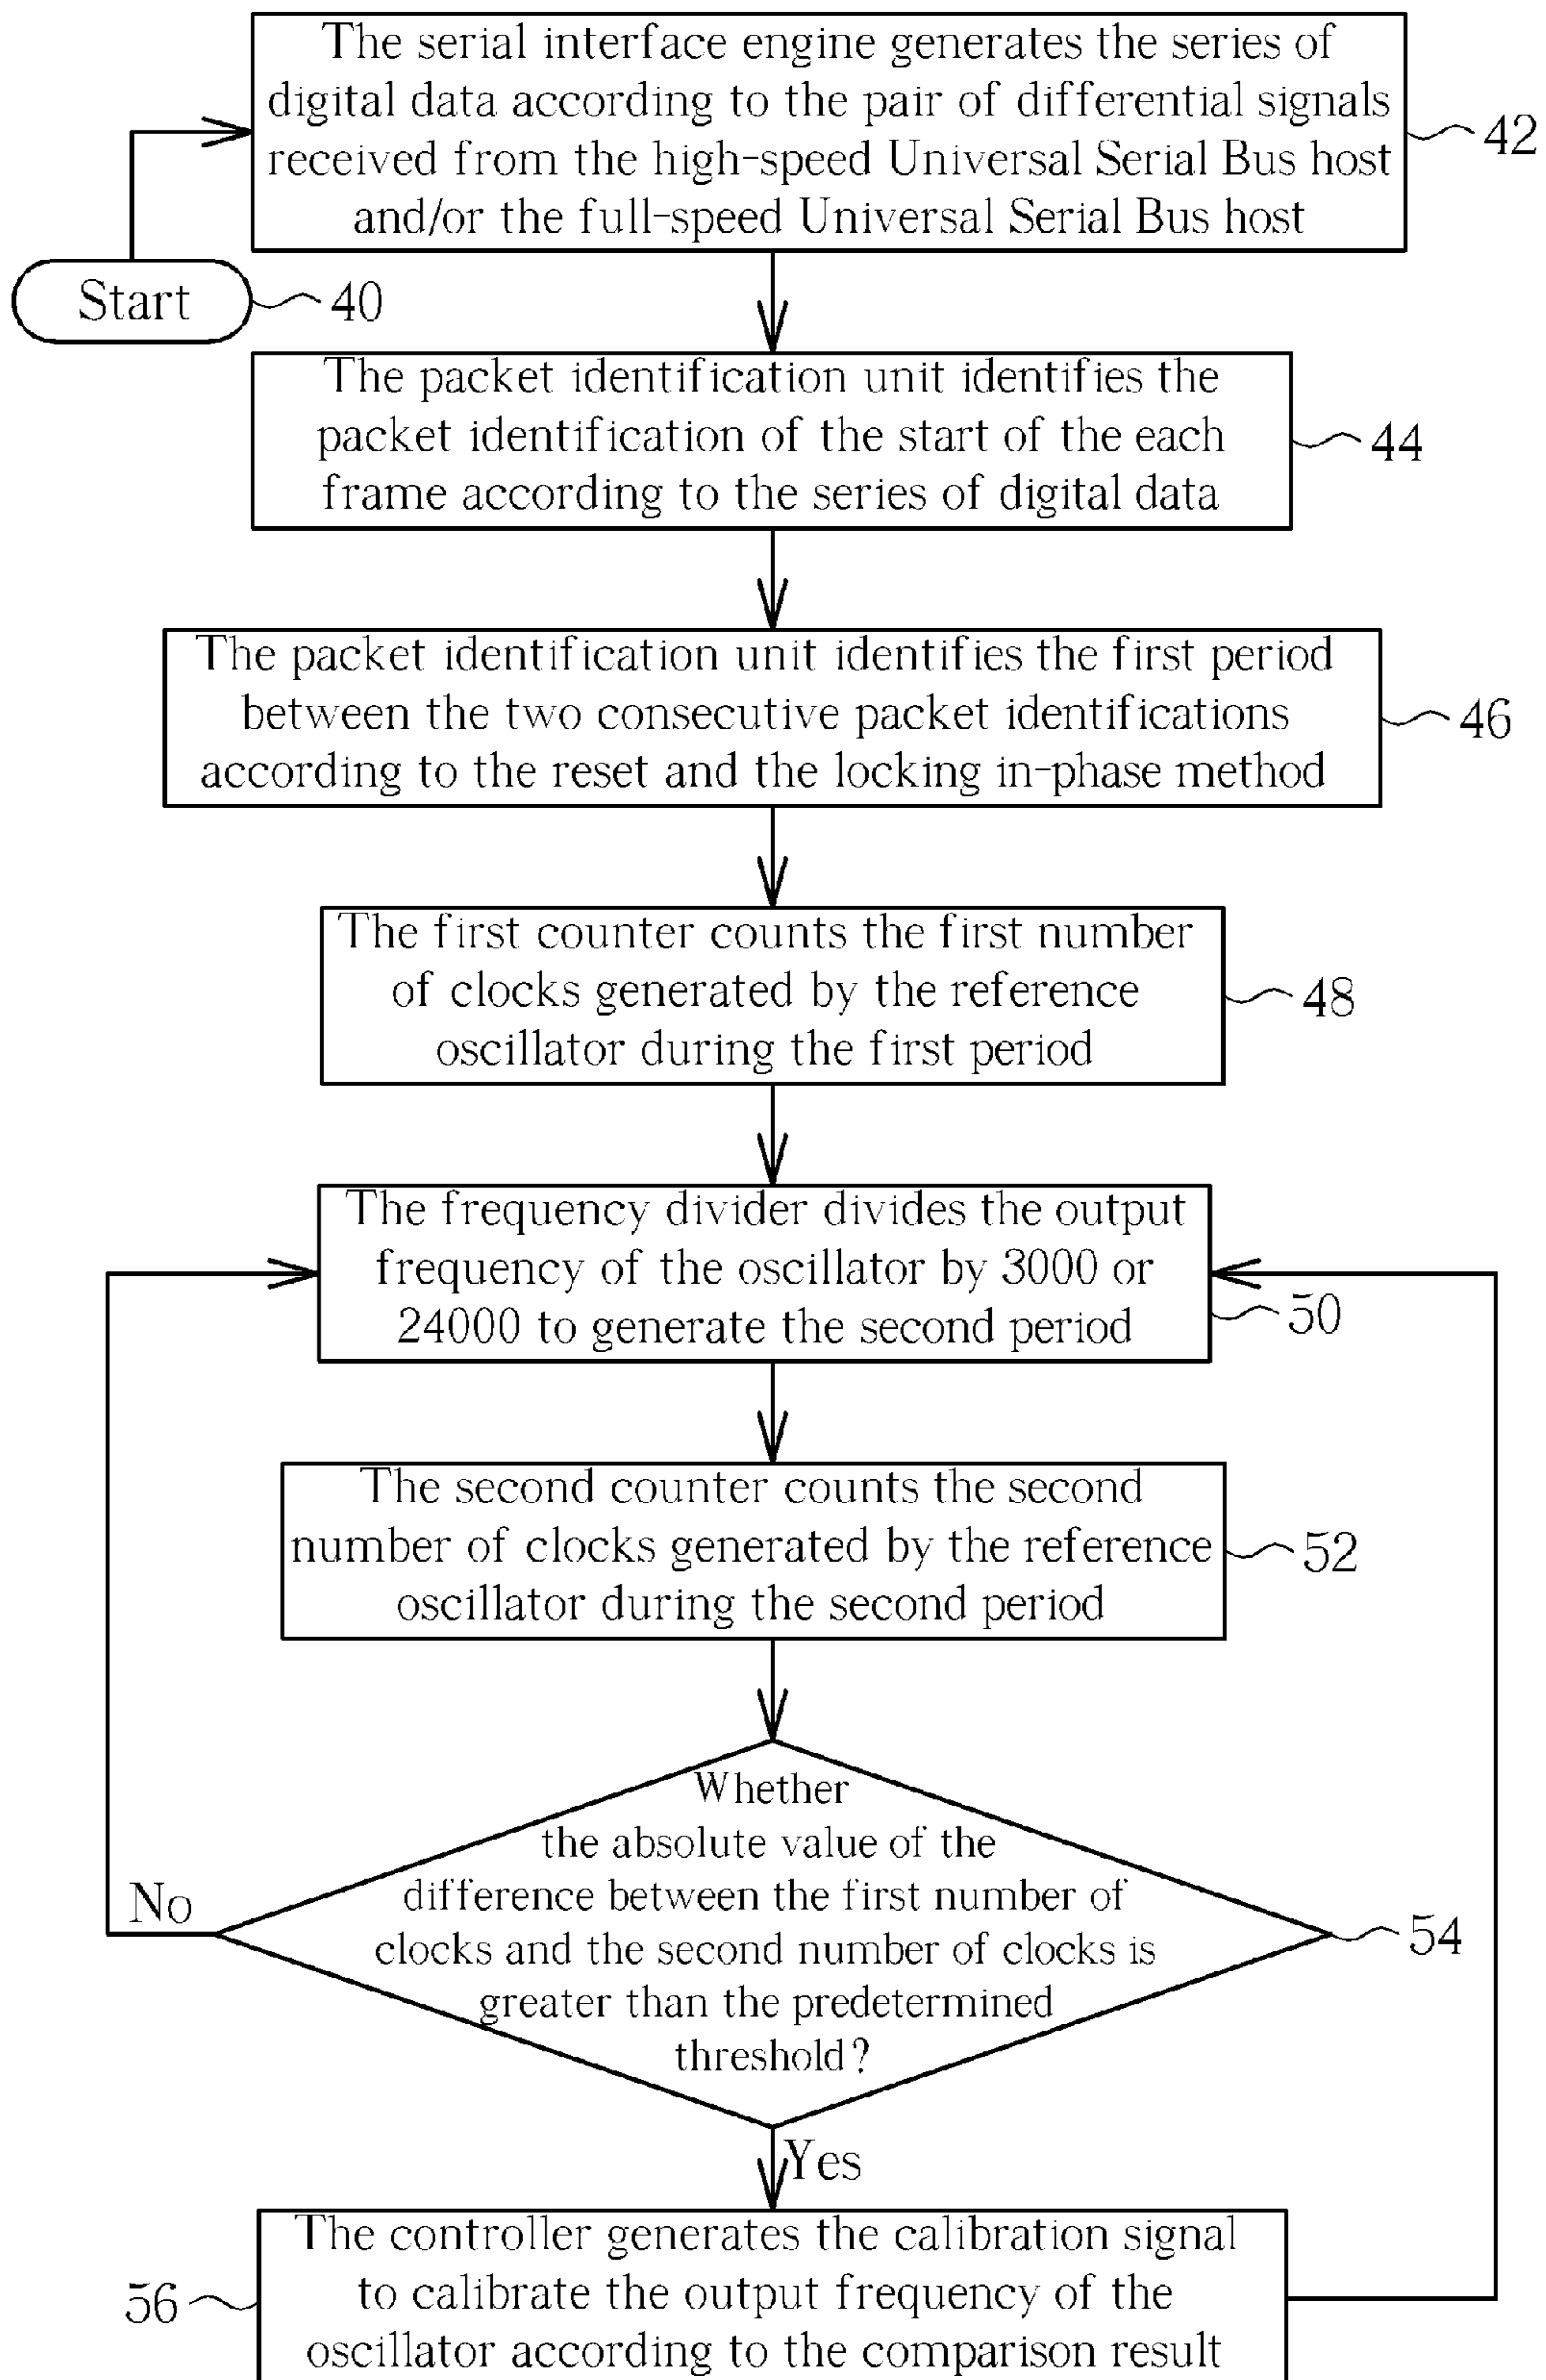 The serial interface engine generates the series of
digital data according to the pair of differential signals
received from the high-speed Universal Serial Bus host
and/or the full-speed Universal Serial Bus host
42
Start
40
The packet identification unit identifies the
packet identification of the start of the each
frame according to the series of digital data
44
The packet identification unit identifies the first period
between the two consecutive packet identifications
according to the reset and the locking in-phase method
46
The first counter counts the first number
of clocks generated by the reference
oscillator during the first period
48
The frequency divider divides the output
frequency of the oscillator by 3000 or
24000 to generate the second period
50
The second counter counts the second
number of clocks generated by the reference
oscillator during the second period
52
Whether
the absolute value of the
difference between the first number of
clocks and the second number of clocks is
greater than the predetermined
threshold?
54
No
Yes
The controller generates the calibration signal
to calibrate the output frequency of the
oscillator according to the comparison result
56